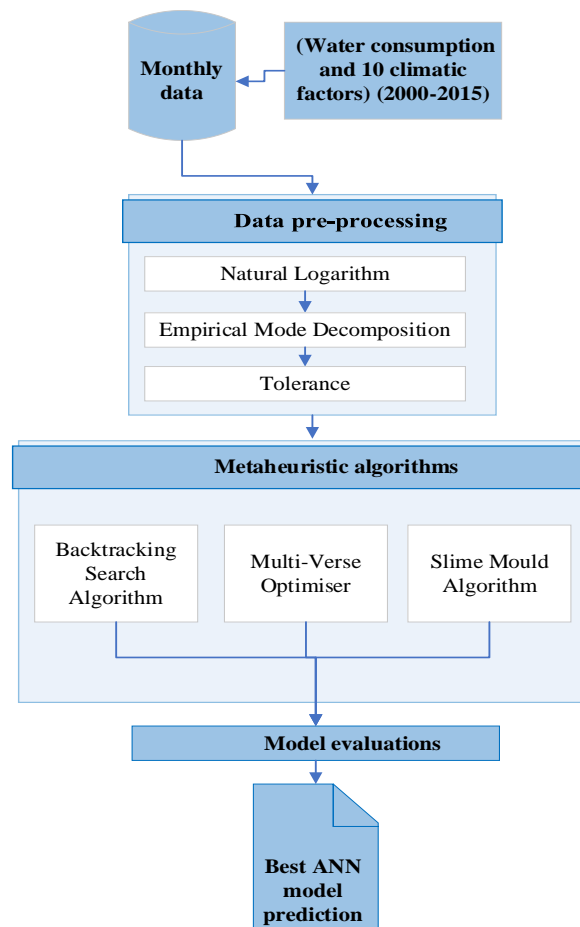 Monthly
data
(Water consumption
and 10 climatic
factors) (2000-2015)
Data pre-processing
Natural Logarithm
Empirical Mode Decomposition
Tolerance
Metaheuristic algorithms
Backtracking
Search
Algorithm
Multi-Verse
Optimiser
Slime Mould
Algorithm
Model evaluations
Best ANN
model
prediction